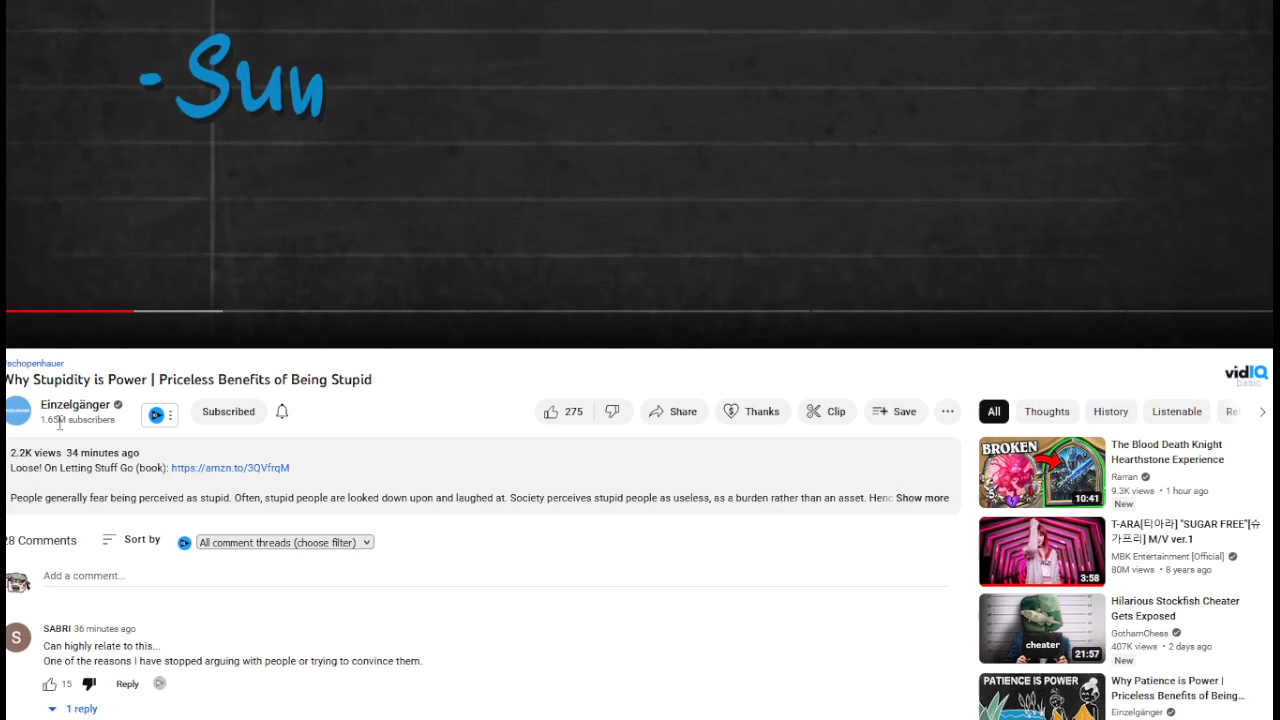 - Sun
#schopenhauer
Why Stupidity is Power | Priceless Benefits of Being Stupid
vidIQ
basic
Einzelgänger
1.65M subscribers
Subscribed
275
Share
Thanks
Clip
Save
All
Thoughts
History
Listenable
2.2K views 34 minutes ago
Loose! On Letting Stuff Go (book): https://amzn.to/3QVfrqM
People generally fear being perceived as stupid. Often, stupid people are looked down upon and laughed at. Society perceives stupid people as useless, as a burden rather than an asset. Henc Show more
28 Comments
Sort by
All comment threads (choose filter)
Add a comment...
S
SABRI 36 minutes ago
Can highly relate to this...
One of the reasons I have stopped arguing with people or trying to convince them.
15
Reply
1 reply
BROKEN
10:41
The Blood Death Knight
Hearthstone Experience
Rarran
9.3K views • 1 hour ago
New
3:58
T-ARA[티아라] "SUGAR FREE"[슈
가프리] M/V ver.1
MBK Entertainment [Official]
80M views • 8 years ago
cheater
21:57
Hilarious Stockfish Cheater
Gets Exposed
GothamChess
407K views • 2 days ago
New
PATIENCE IS POWER
Why Patience is Power |
Priceless Benefits of Being...
Einzelgänger